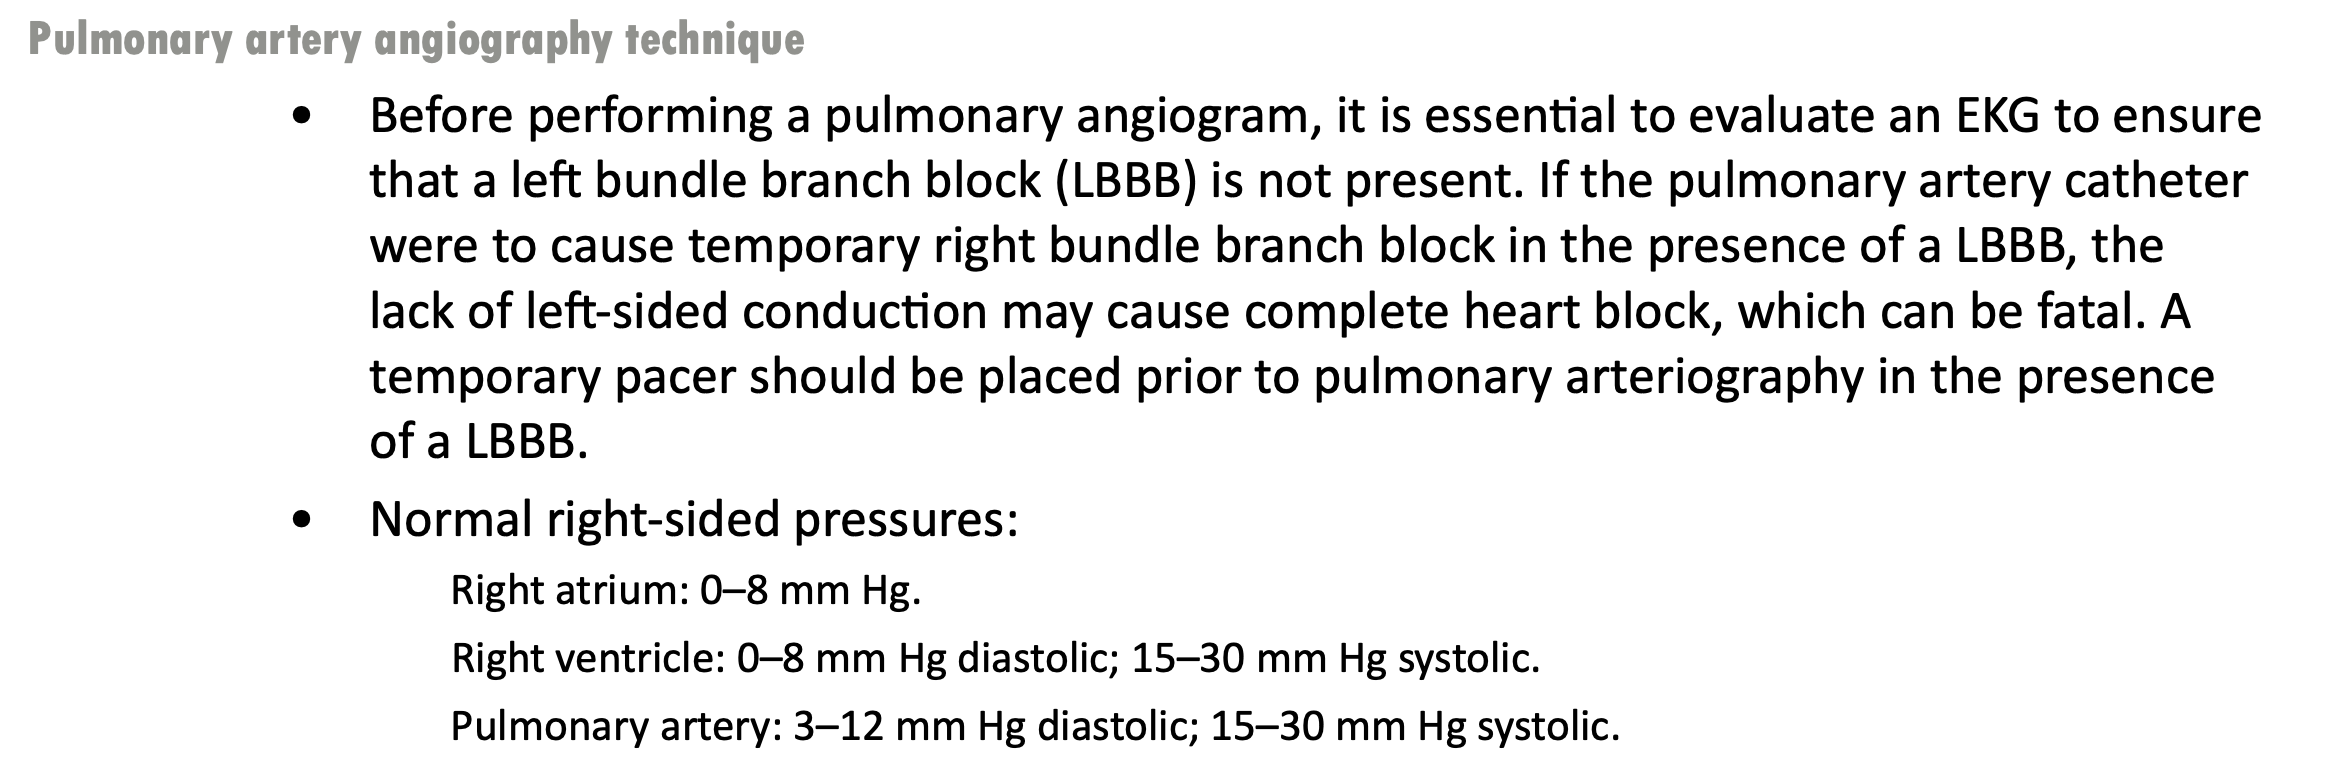 Pulmonary artery angiography technique
• Before performing a pulmonary angiogram, it is essential to evaluate an EKG to ensure
that a left bundle branch block (LBBB) is not present. If the pulmonary artery catheter
were to cause temporary right bundle branch block in the presence of a LBBB, the
lack of left-sided conduction may cause complete heart block, which can be fatal. A
temporary pacer should be placed prior to pulmonary arteriography in the presence
of a LBBB.
• Normal right-sided pressures:
Right atrium: 0–8 mm Hg.
Right ventricle: 0–8 mm Hg diastolic; 15–30 mm Hg systolic.
Pulmonary artery: 3–12 mm Hg diastolic; 15–30 mm Hg systolic.